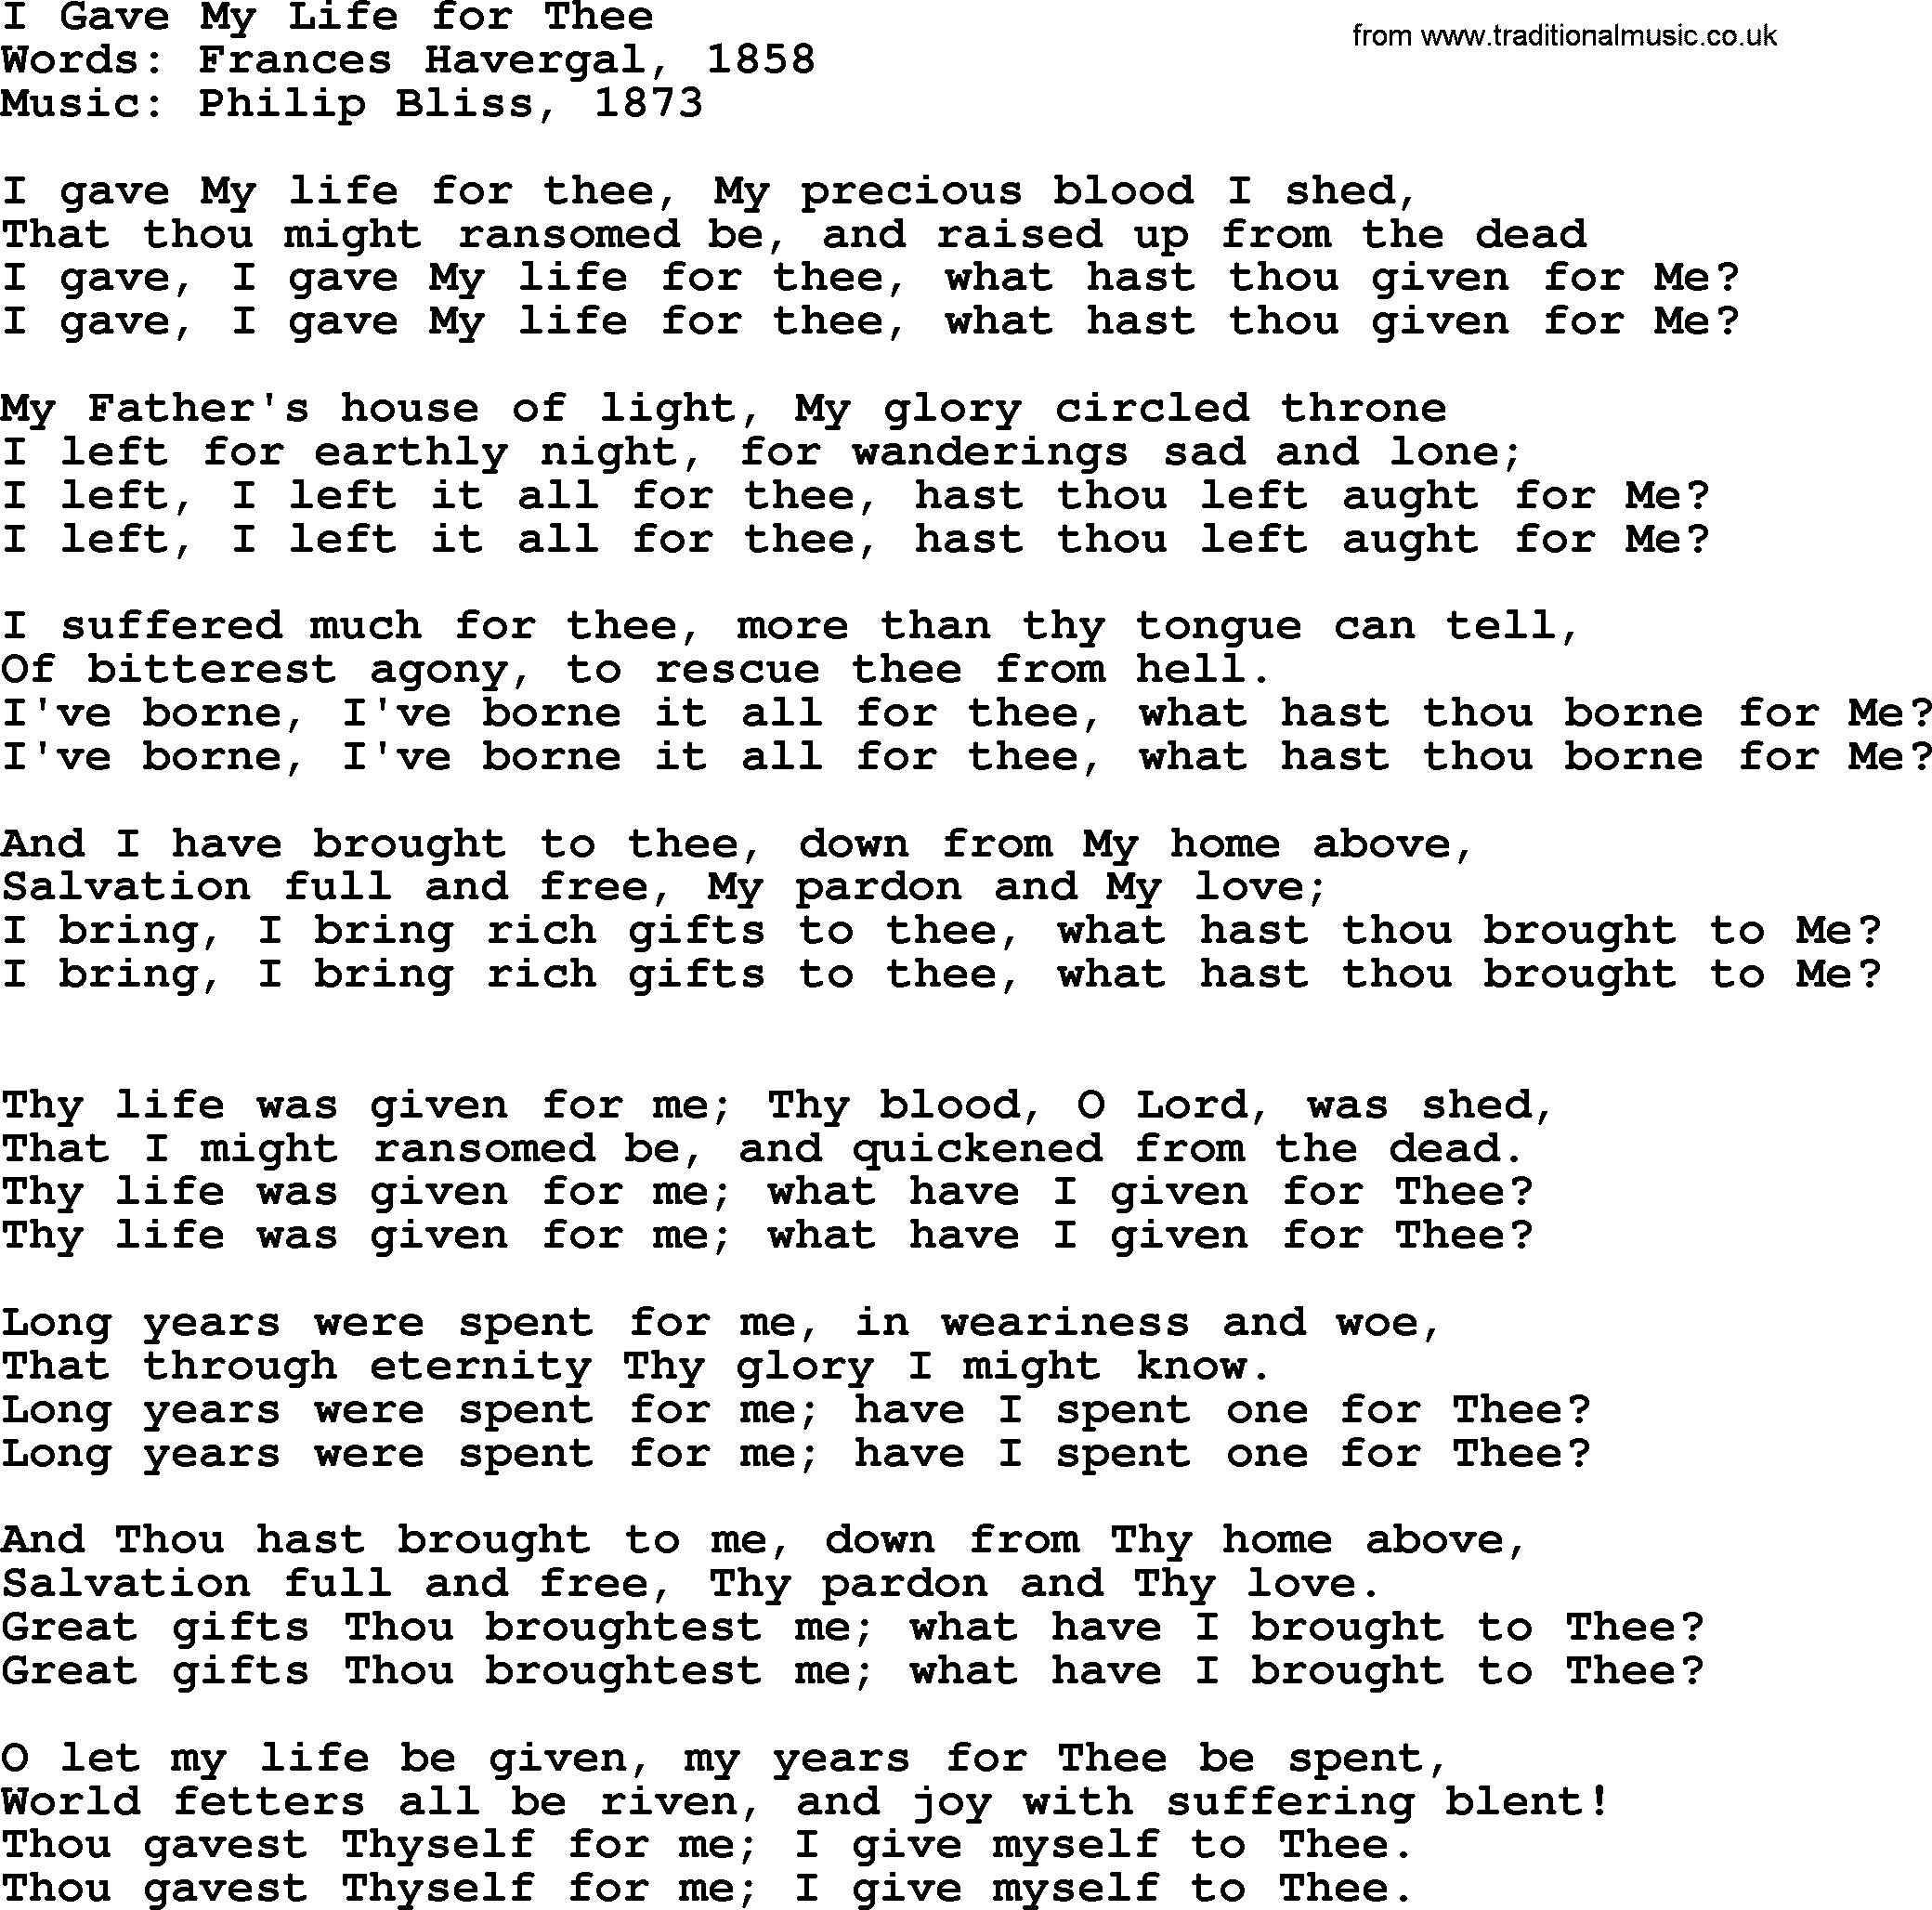 I Gave My Life for Thee
from www.traditionalmusic.co.uk
Words: Frances Havergal, 1858
Music: Philip Bliss, 1873

I gave My life for thee, My precious blood I shed,
That thou might ransomed be, and raised up from the dead
I gave, I gave My life for thee, what hast thou given for Me?
I gave, I gave My life for thee, what hast thou given for Me?

My Father's house of light, My glory circled throne
I left for earthly night, for wanderings sad and lone;
I left, I left it all for thee, hast thou left aught for Me?
I left, I left it all for thee, hast thou left aught for Me?

I suffered much for thee, more than thy tongue can tell,
Of bitterest agony, to rescue thee from hell.
I've borne, I've borne it all for thee, what hast thou borne for Me?
I've borne, I've borne it all for thee, what hast thou borne for Me?

And I have brought to thee, down from My home above,
Salvation full and free, My pardon and My love;
I bring, I bring rich gifts to thee, what hast thou brought to Me?
I bring, I bring rich gifts to thee, what hast thou brought to Me?

Thy life was given for me; Thy blood, O Lord, was shed,
That I might ransomed be, and quickened from the dead.
Thy life was given for me; what have I given for Thee?
Thy life was given for me; what have I given for Thee?

Long years were spent for me, in weariness and woe,
That through eternity Thy glory I might know.
Long years were spent for me; have I spent one for Thee?
Long years were spent for me; have I spent one for Thee?

And Thou hast brought to me, down from Thy home above,
Salvation full and free, Thy pardon and Thy love.
Great gifts Thou broughtest me; what have I brought to Thee?
Great gifts Thou broughtest me; what have I brought to Thee?

O let my life be given, my years for Thee be spent,
World fetters all be riven, and joy with suffering blent!
Thou gavest Thyself for me; I give myself to Thee.
Thou gavest Thyself for me; I give myself to Thee.